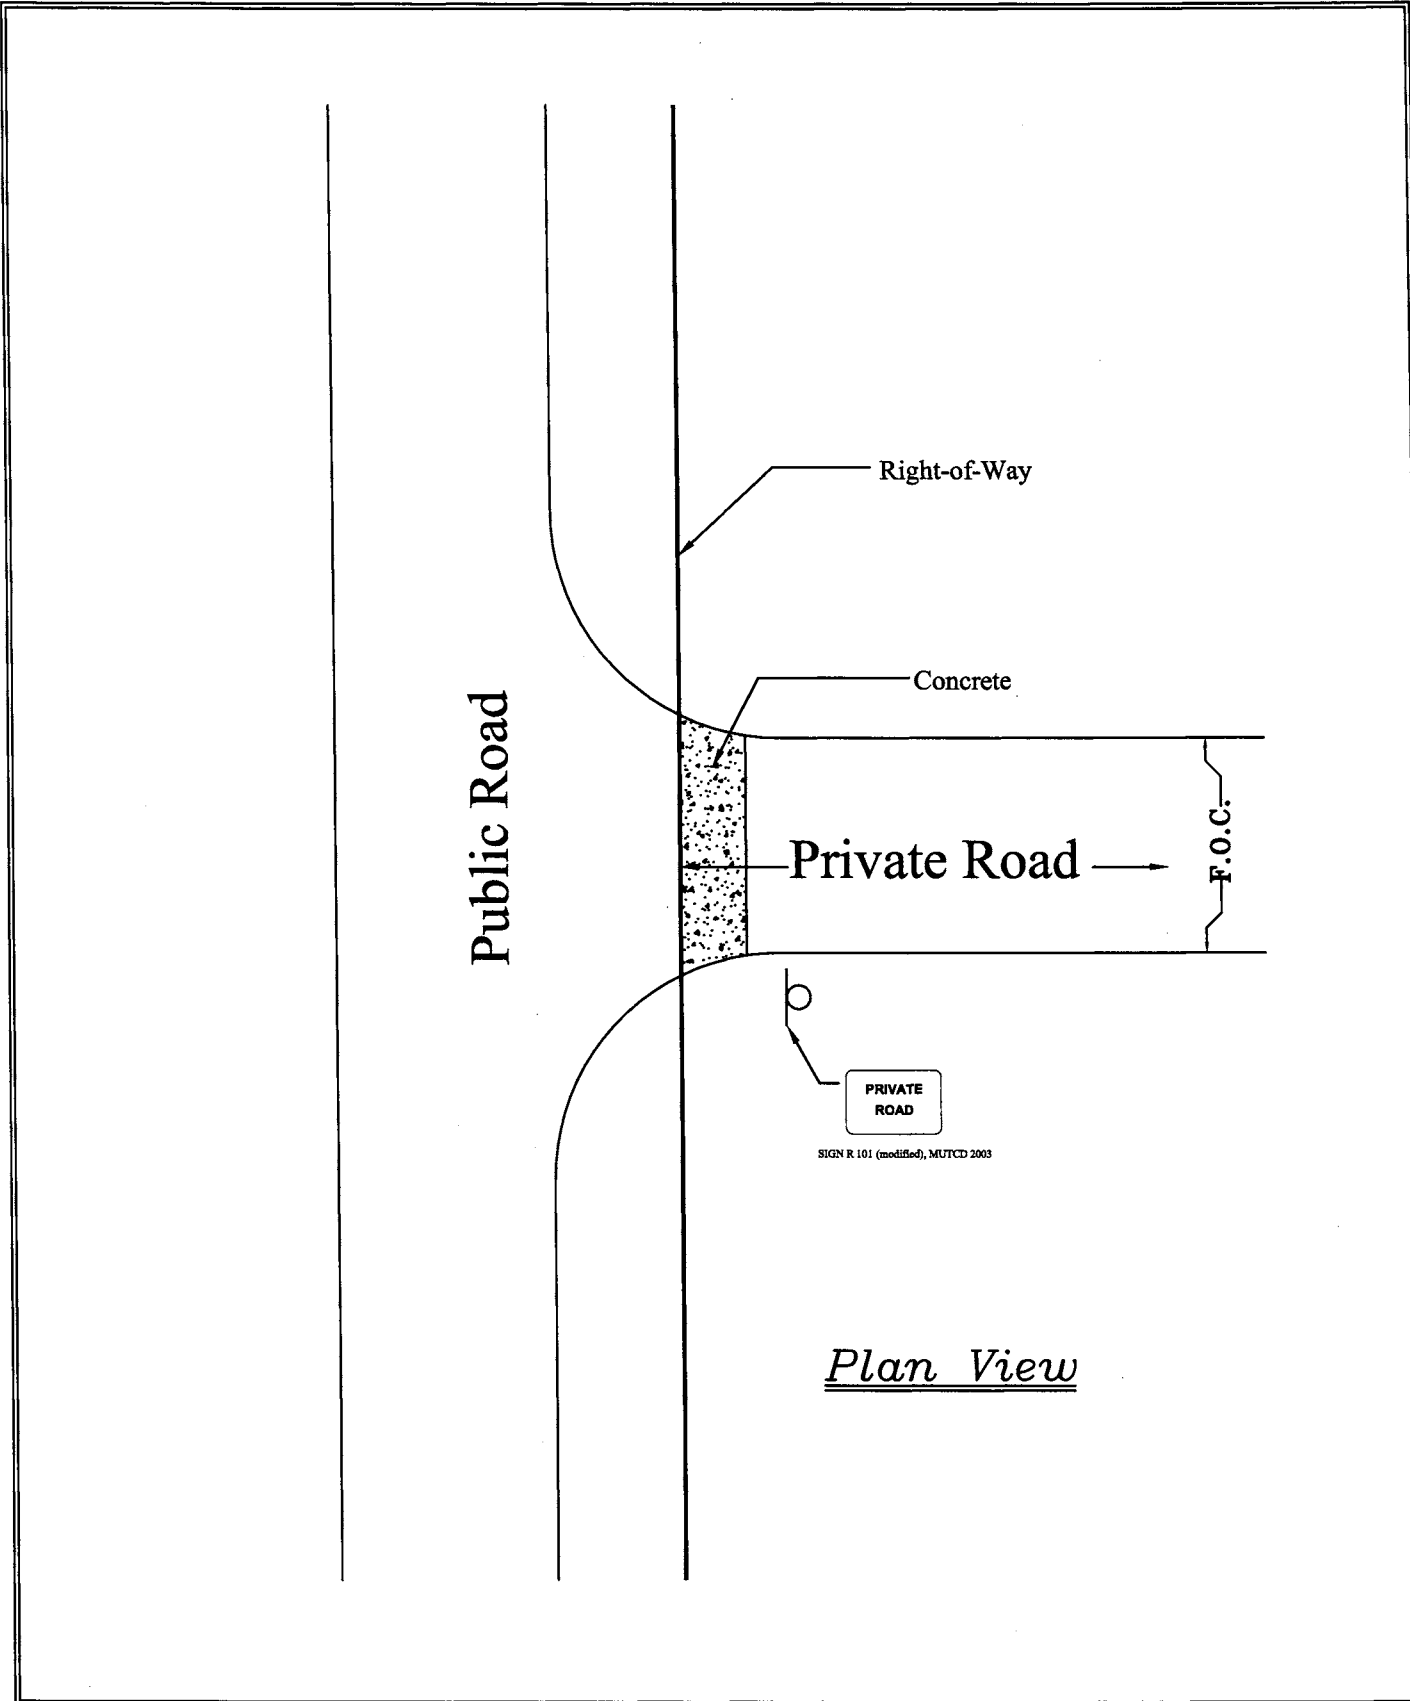 Right-of-Way
Concrete
Public Road
Private Road
F.O.C.
PRIVATE
ROAD
SIGN R 101 (modified), MUTCD 2003
Plan View